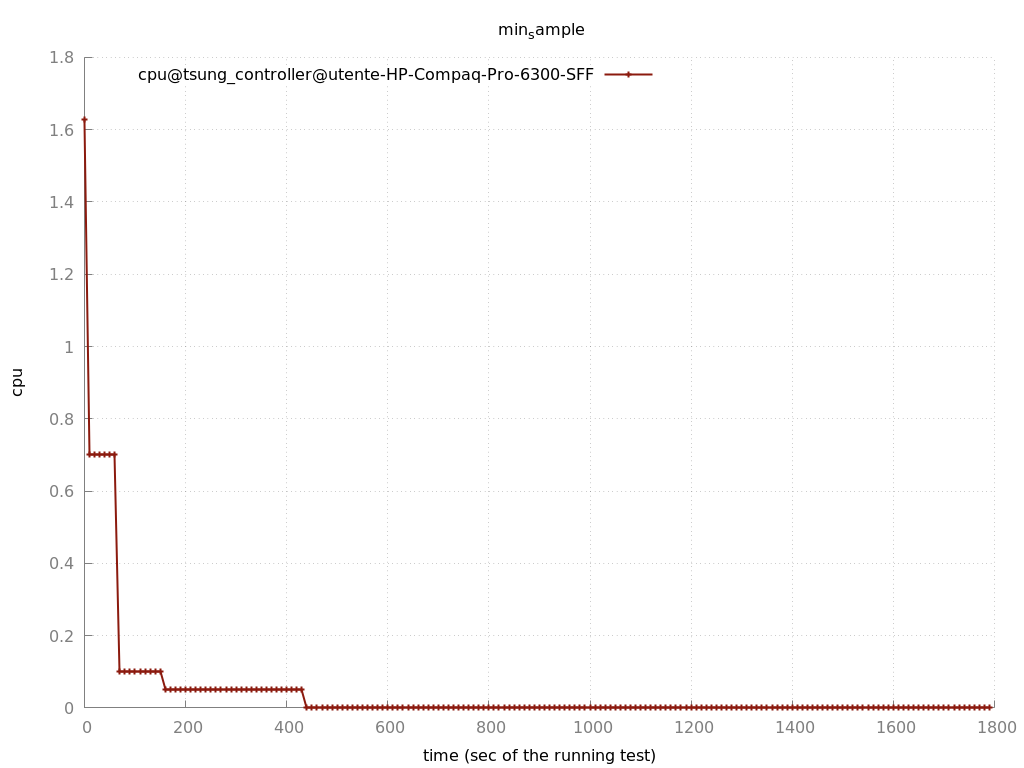 min_sample
cpu@tsung_controller@utente-HP-Compaq-Pro-6300-SFF
1.8
1.6
1.4
1.2
1
0.8
0.6
0.4
0.2
0
cpu
0 200 400 600 800 1000 1200 1400 1600 1800
time (sec of the running test)